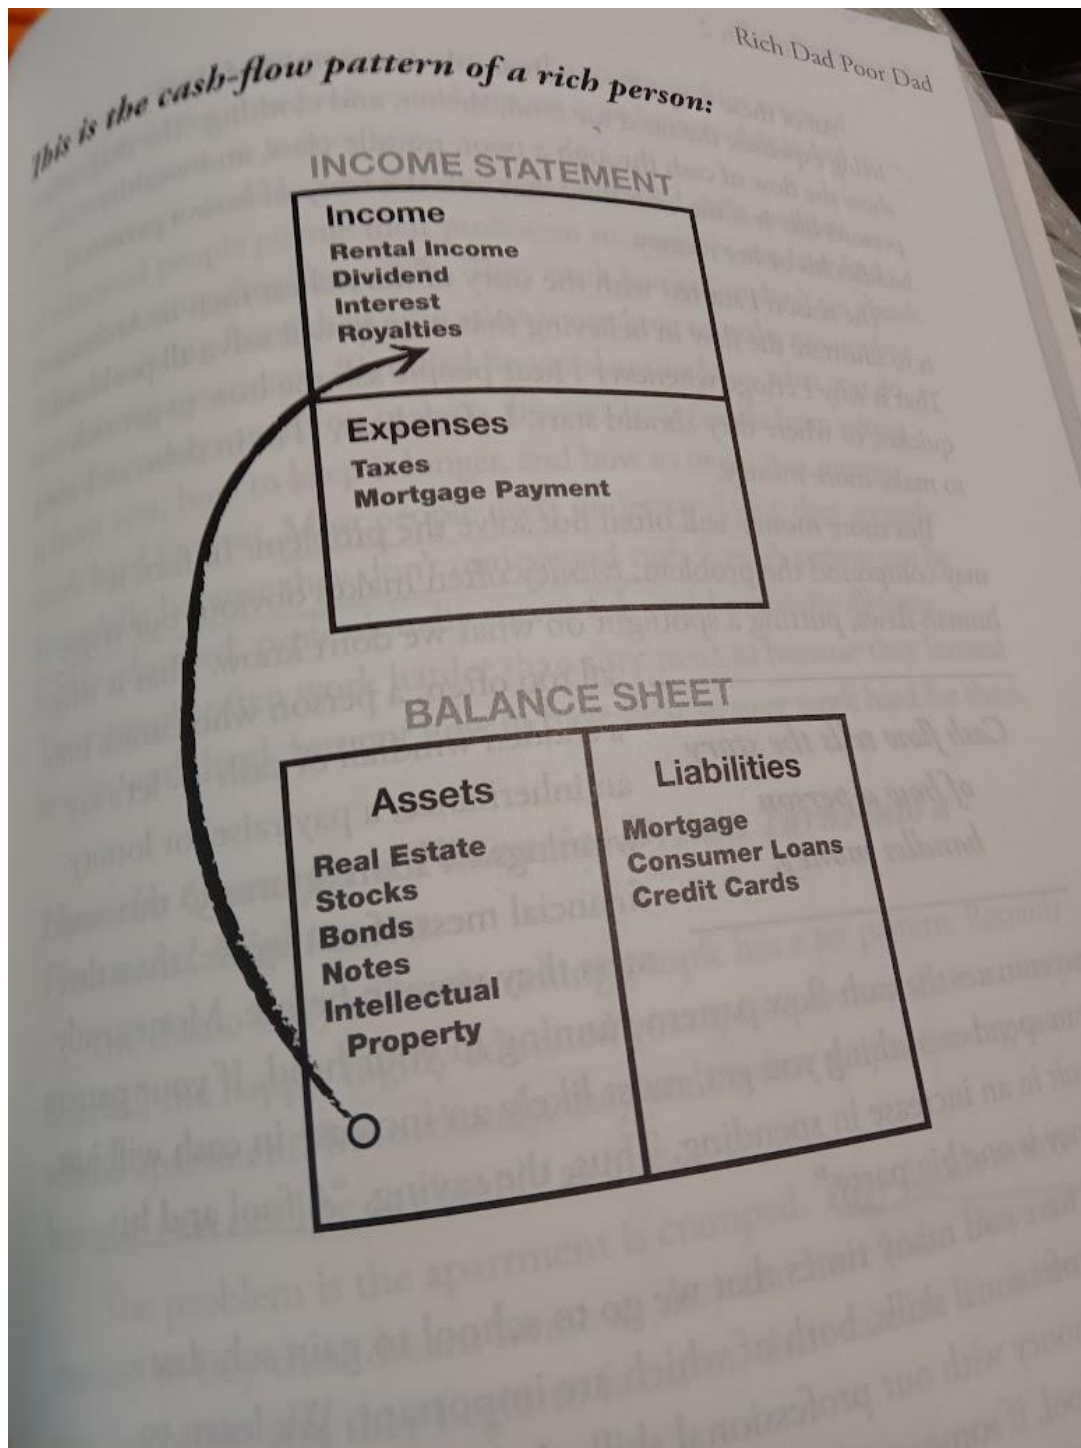 Rich Dad Poor Dad
This is the cash-flow pattern of a rich person:
INCOME STATEMENT
Income
Rental Income
Dividend
Interest
Royalties
Expenses
Taxes
Mortgage Payment
BALANCE SHEET
Assets
Real Estate
Stocks
Bonds
Notes
Intellectual
Property
Liabilities
Mortgage
Consumer Loans
Credit Cards